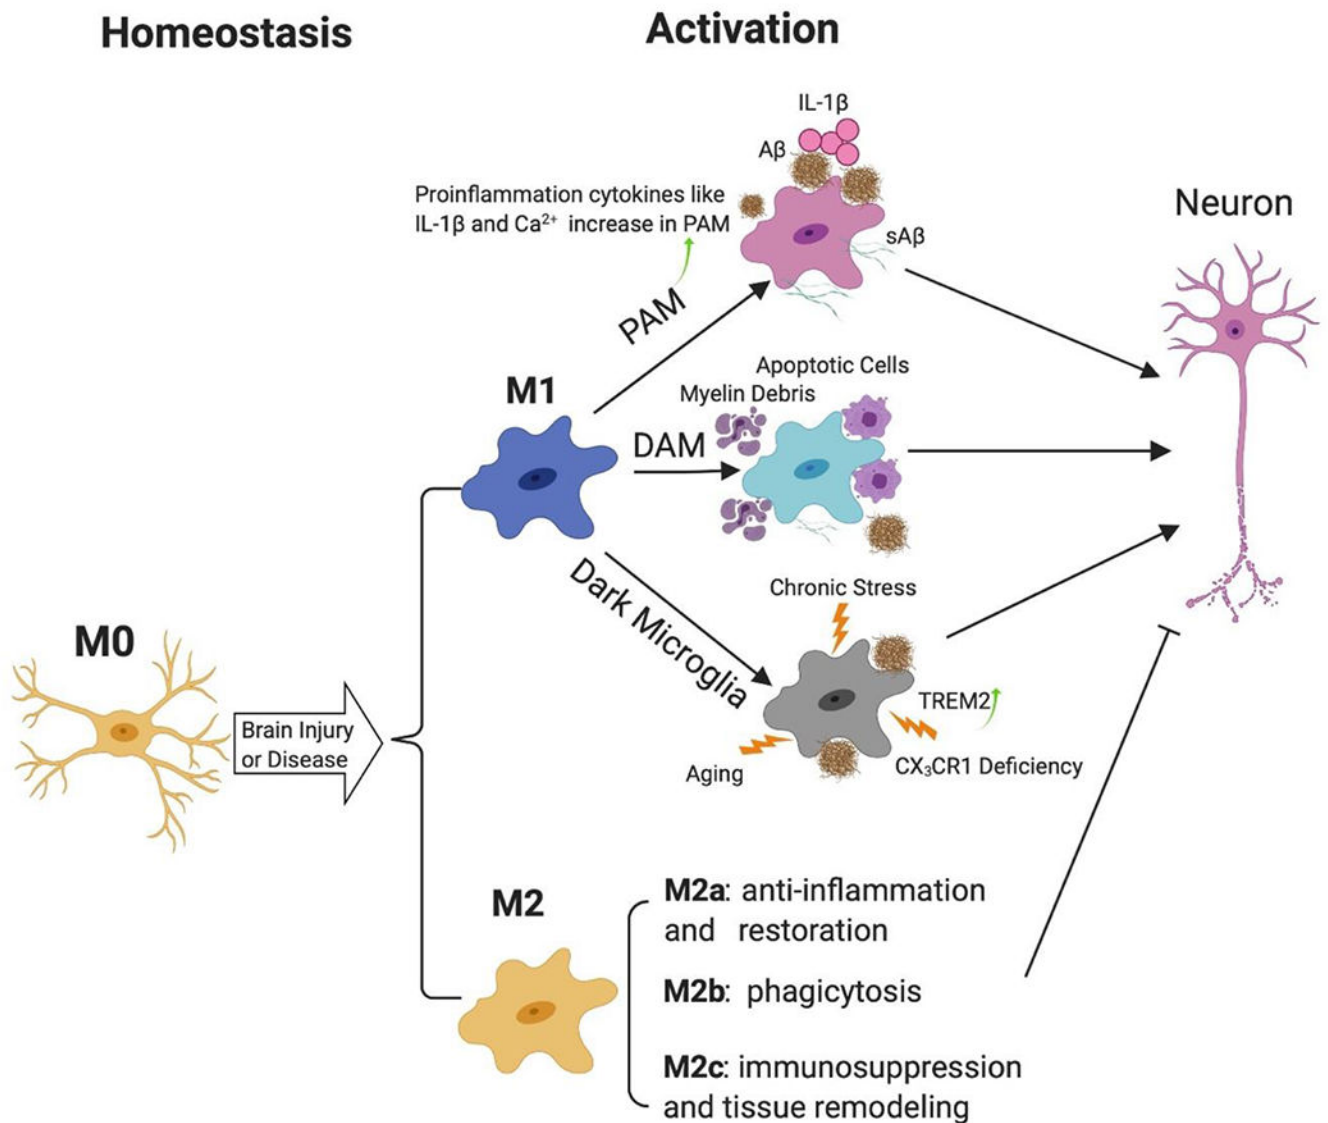 Homeostasis
Activation
IL-1β
Aβ
Proinflammation cytokines like
IL-1β and Ca²⁺ increase in PAM
sAβ
Neuron
PAM
M1
Apoptotic Cells
Myelin Debris
DAM
Dark Microglia
Chronic Stress
TREM2
CX₃CR1 Deficiency
Aging
M0
Brain Injury
or Disease
M2
M2a: anti-inflammation
and restoration
M2b: phagicytosis
M2c: immunosuppression
and tissue remodeling